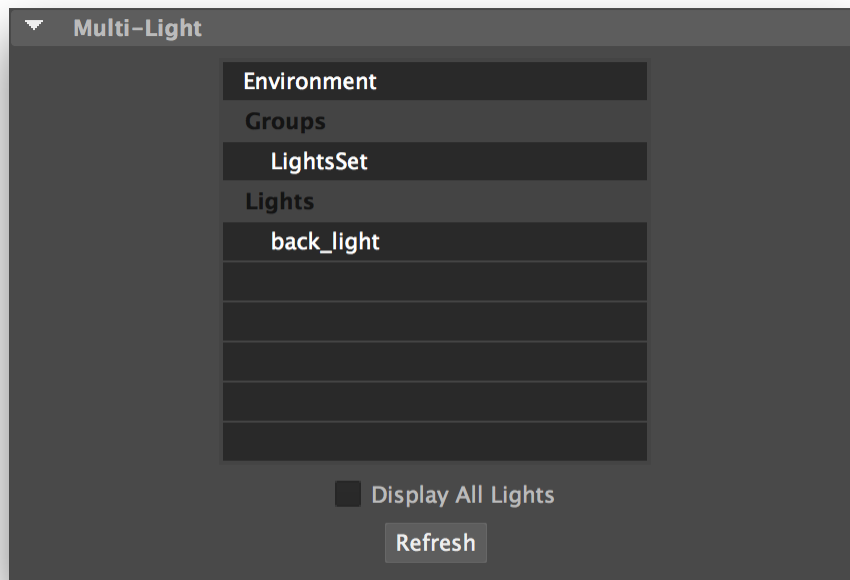 Multi-Light
Environment
Groups
LightsSet
Lights
back_light
Display All Lights
Refresh